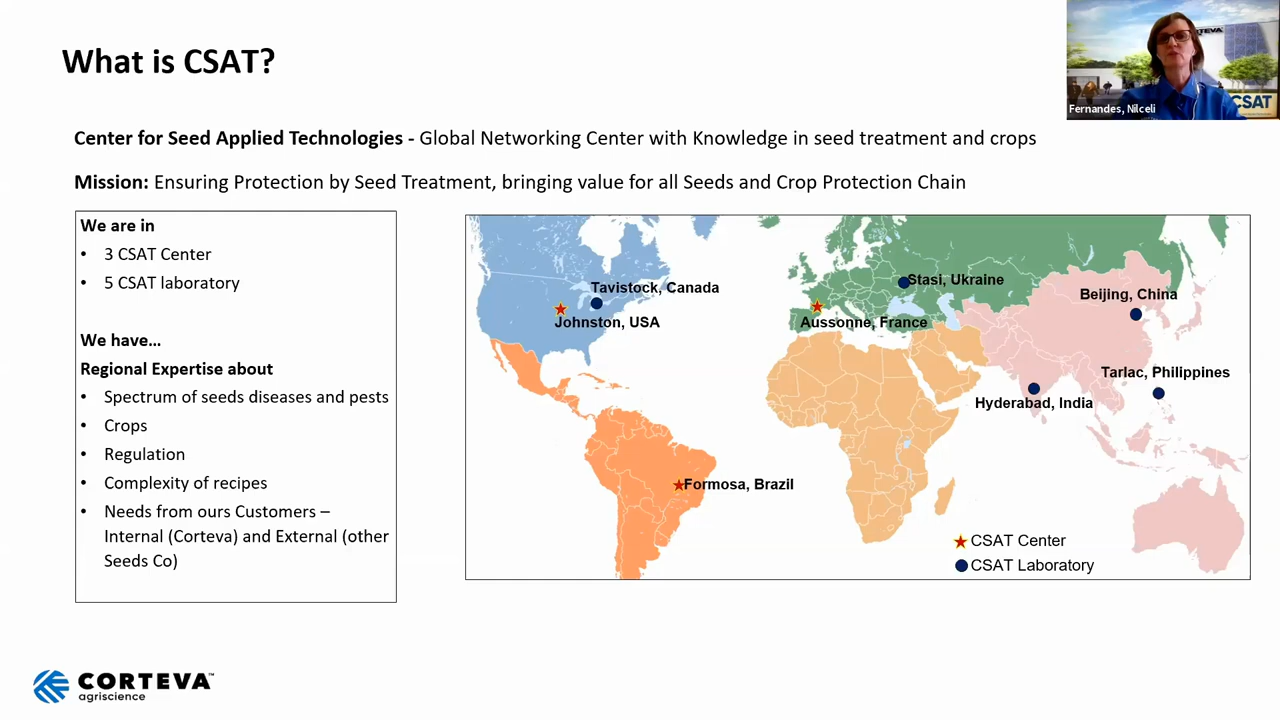 What is CSAT?
CORTEVA
CSAT
Fernandes, Nilceli
Center for Seed Applied Technologies - Global Networking Center with Knowledge in seed treatment and crops
Mission: Ensuring Protection by Seed Treatment, bringing value for all Seeds and Crop Protection Chain
We are in
• 3 CSAT Center
• 5 CSAT laboratory
We have...
Regional Expertise about
• Spectrum of seeds diseases and pests
• Crops
• Regulation
• Complexity of recipes
• Needs from ours Customers –
Internal (Corteva) and External (other
Seeds Co)
Tavistock, Canada
Johnston, USA
Stasi, Ukraine
Aussonne, France
Beijing, China
Tarlac, Philippines
Hyderabad, India
Formosa, Brazil
CSAT Center
CSAT Laboratory
CORTEVA™
agriscience